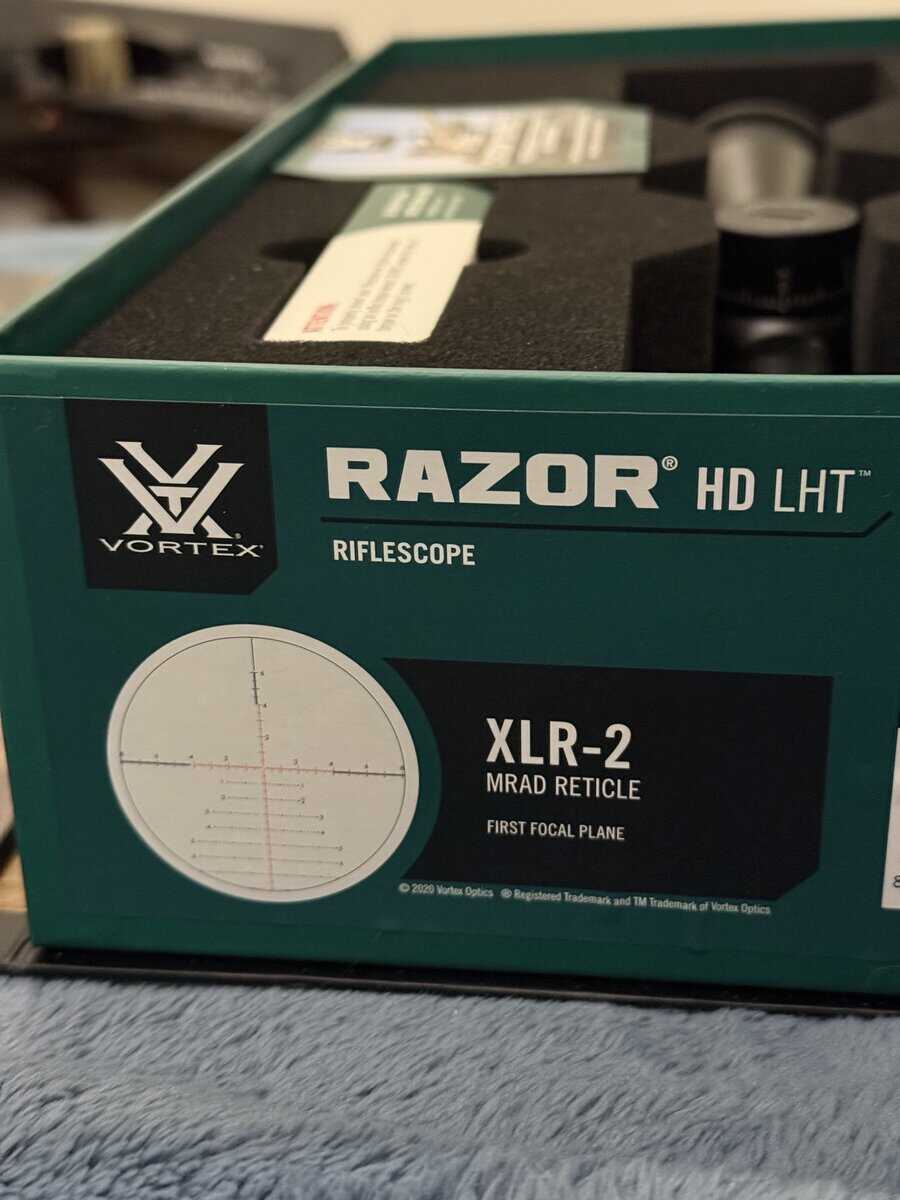 ATTENTION
VORTEX®
RAZOR® HD LHT™
RIFLESCOPE
XLR-2
MRAD RETICLE
FIRST FOCAL PLANE
© 2020 Vortex Optics ® Registered Trademark and TM Trademark of Vortex Optics